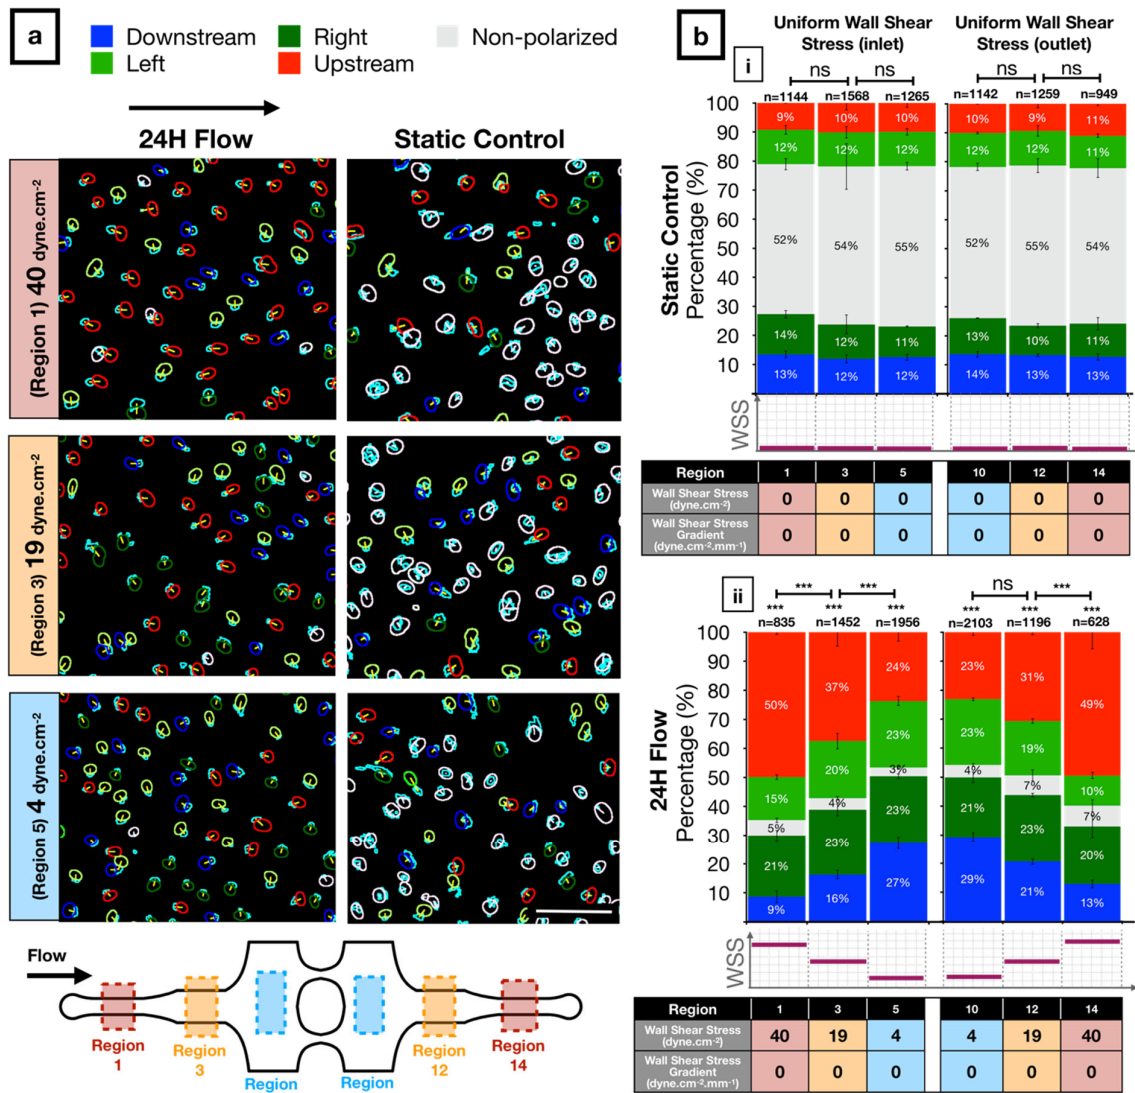 a
Downstream
Right
Non-polarized
Left
Upstream
24H Flow
Static Control
(Region 1) 40 dyne.cm-2
(Region 3) 19 dyne.cm-2
(Region 5) 4 dyne.cm-2
Flow
Region 1
Region 3
Region
Region
Region 12
Region 14
b
Uniform Wall Shear Stress (inlet)
Uniform Wall Shear Stress (outlet)
i
ns ns ns ns
n=1144 n=1568 n=1265 n=1142 n=1259 n=949
Static Control
Percentage (%)
100
90
80
70
60
50
40
30
20
10
9% 10% 10% 10% 9% 11%
12% 12% 12% 12% 12% 11%
52% 54% 55% 52% 55% 54%
14% 12% 11% 13% 10% 11%
13% 12% 12% 14% 13% 13%
WSS
Region 1 3 5 10 12 14
Wall Shear Stress (dyne.cm-2) 0 0 0 0 0 0
Wall Shear Stress Gradient (dyne.cm-2.mm-1) 0 0 0 0 0 0
ii
*** *** ns ***
*** *** *** *** *** ***
n=835 n=1452 n=1956 n=2103 n=1196 n=628
24H Flow
Percentage (%)
100
90
80
70
60
50
40
30
20
10
50% 37% 24% 23% 31% 49%
15% 20% 23% 23% 19% 10%
5% 4% 3% 4% 7% 7%
21% 23% 23% 21% 23% 20%
9% 16% 27% 29% 21% 13%
WSS
Region 1 3 5 10 12 14
Wall Shear Stress (dyne.cm-2) 40 19 4 4 19 40
Wall Shear Stress Gradient (dyne.cm-2.mm-1) 0 0 0 0 0 0